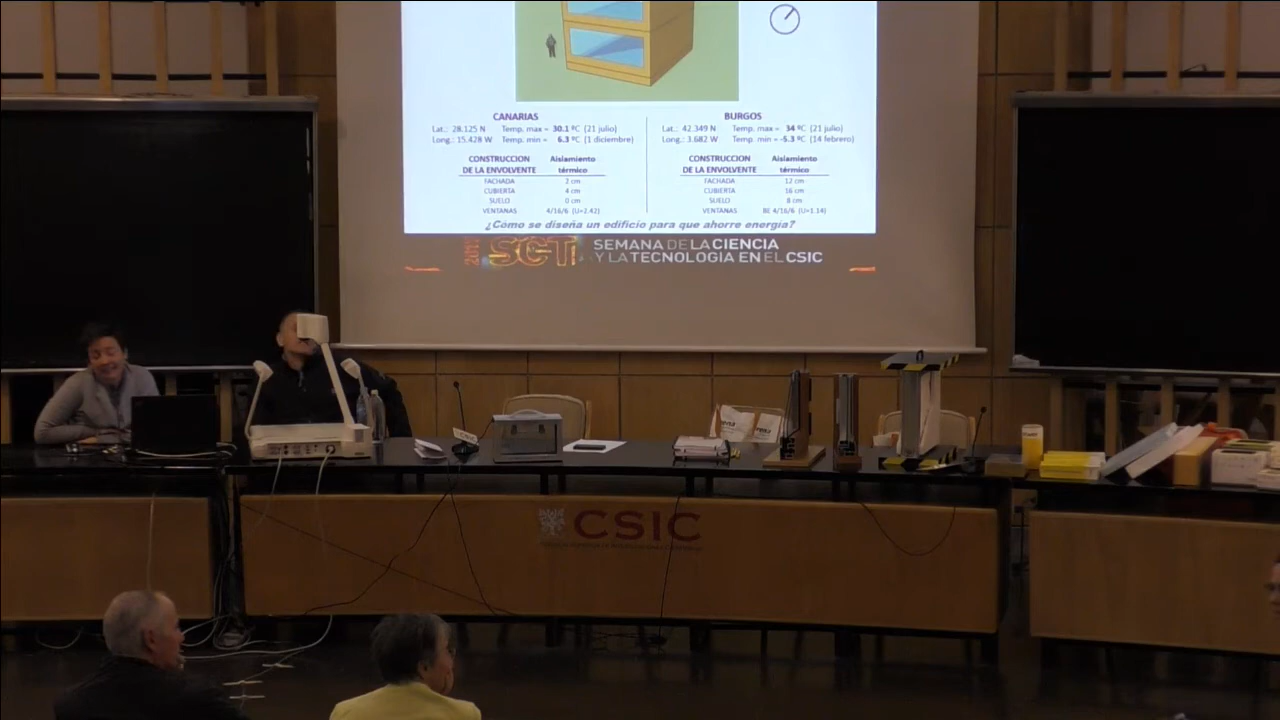 CANARIAS
Lat.: 28.125 N Temp. max = 30.1 ºC (21 julio)
Long.: 15.428 W Temp. min = 6.3 ºC (1 diciembre)
CONSTRUCCION Aislamiento
DE LA ENVOLVENTE térmico
FACHADA 2 cm
CUBIERTA 4 cm
SUELO 0 cm
VENTANAS 4/16/6 (U=2.42)
BURGOS
Lat.: 42.349 N Temp. max = 34 ºC (21 julio)
Long.: 3.682 W Temp. min = -5.3 ºC (14 febrero)
CONSTRUCCION Aislamiento
DE LA ENVOLVENTE térmico
FACHADA 12 cm
CUBIERTA 16 cm
SUELO 8 cm
VENTANAS BE 4/16/6 (U=1.14)
¿Cómo se diseña un edificio para que ahorre energía?
SCT
SEMANA DE LA CIENCIA
Y LA TECNOLOGIA EN EL CSIC
CSIC
CSIC